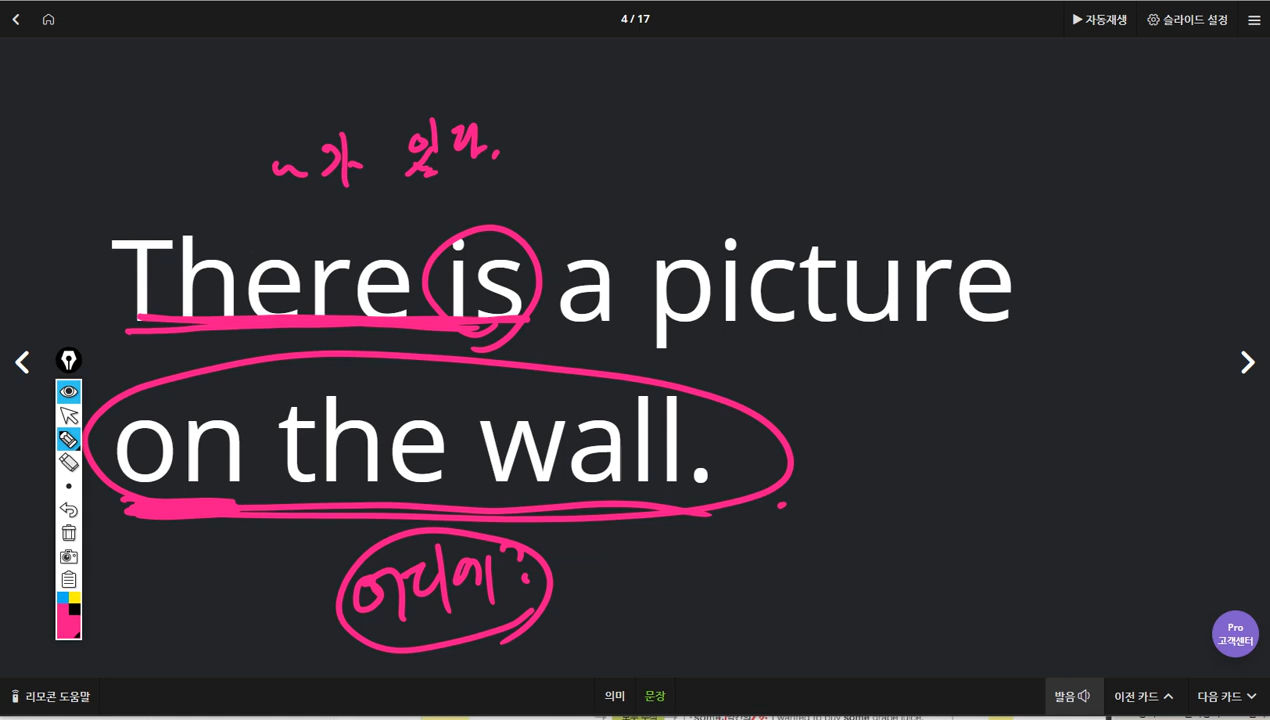 4 / 17
자동재생
슬라이드 설정
~가 있다.
There is a picture
on the wall.
어디에?
Pro
고객센터
리모콘 도움말
의미
문장
발음
이전 카드
다음 카드